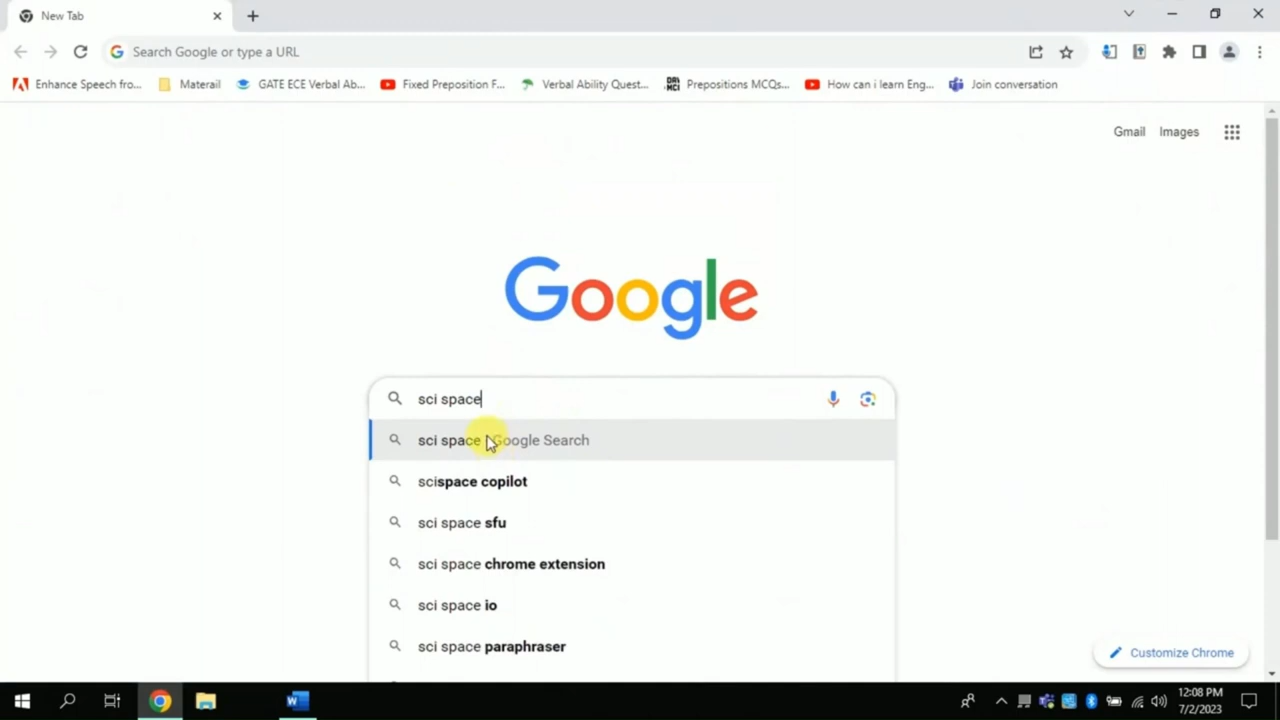 New Tab
Search Google or type a URL
Enhance Speech fro... Materail GATE ECE Verbal Ab... Fixed Preposition F... Verbal Ability Quest... Prepositions MCQs... How can i learn Eng... Join conversation
Gmail Images
Google
sci space
sci space Google Search
scispace copilot
sci space sfu
sci space chrome extension
sci space io
sci space paraphraser
Customize Chrome
12:08 PM
7/2/2023